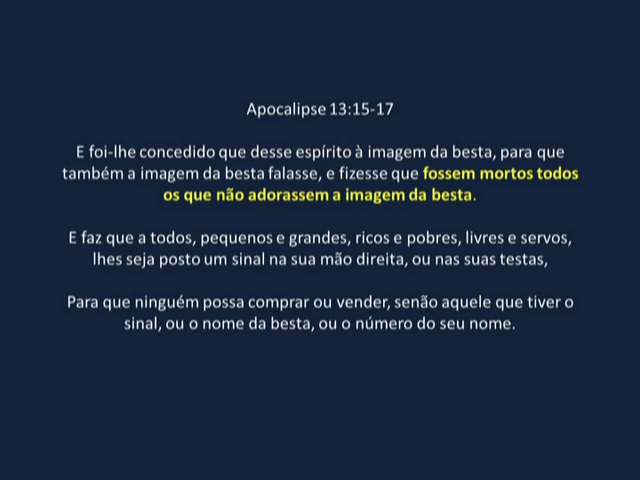 Apocalipse 13:15-17
E foi-lhe concedido que desse espírito à imagem da besta, para que
também a imagem da besta falasse, e fizesse que fossem mortos todos
os que não adorassem a imagem da besta.
E faz que a todos, pequenos e grandes, ricos e pobres, livres e servos,
lhes seja posto um sinal na sua mão direita, ou nas suas testas,
Para que ninguém possa comprar ou vender, senão aquele que tiver o
sinal, ou o nome da besta, ou o número do seu nome.